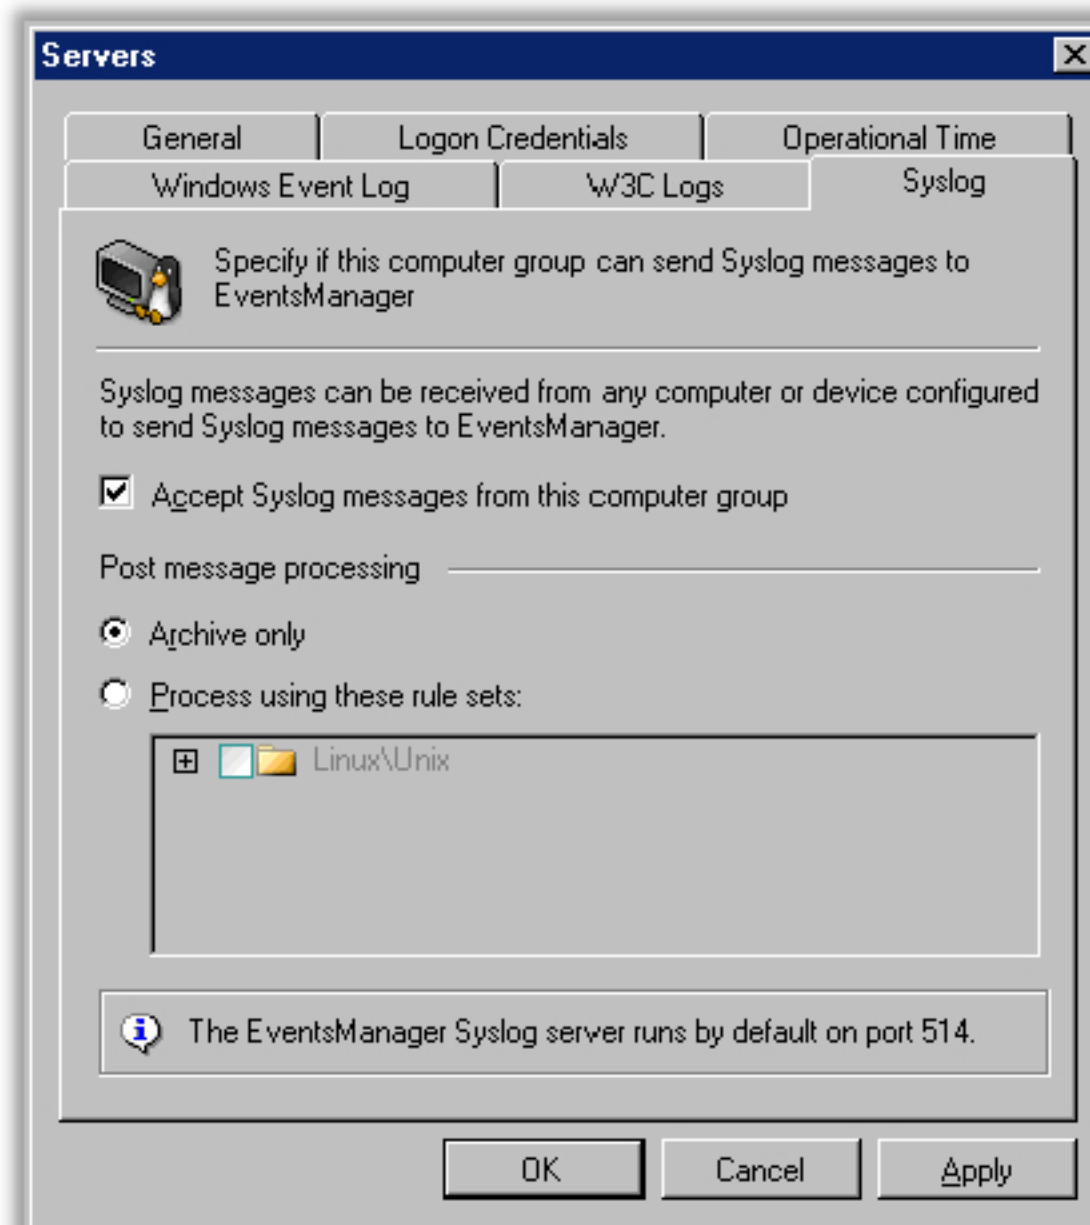 Servers
General
Logon Credentials
Operational Time
Windows Event Log
W3C Logs
Syslog
Specify if this computer group can send Syslog messages to
EventsManager
Syslog messages can be received from any computer or device configured
to send Syslog messages to EventsManager.
Accept Syslog messages from this computer group
Post message processing
Archive only
Process using these rule sets:
Linux\Unix
The EventsManager Syslog server runs by default on port 514.
OK
Cancel
Apply